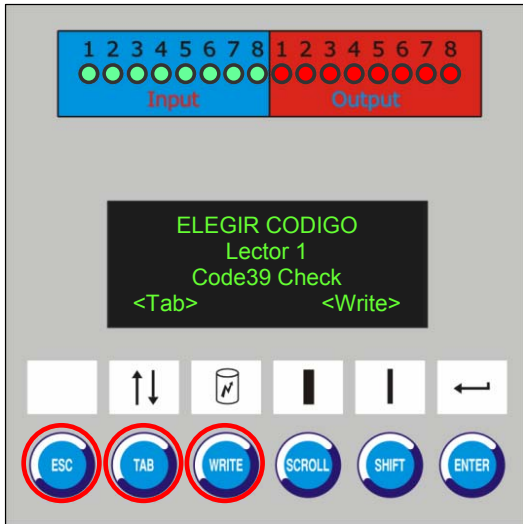 1 2 3 4 5 6 7 8 1 2 3 4 5 6 7 8
Input Output
ELEGIR CODIGO
Lector 1
Code39 Check
<Tab> <Write>
ESC TAB WRITE SCROLL SHIFT ENTER